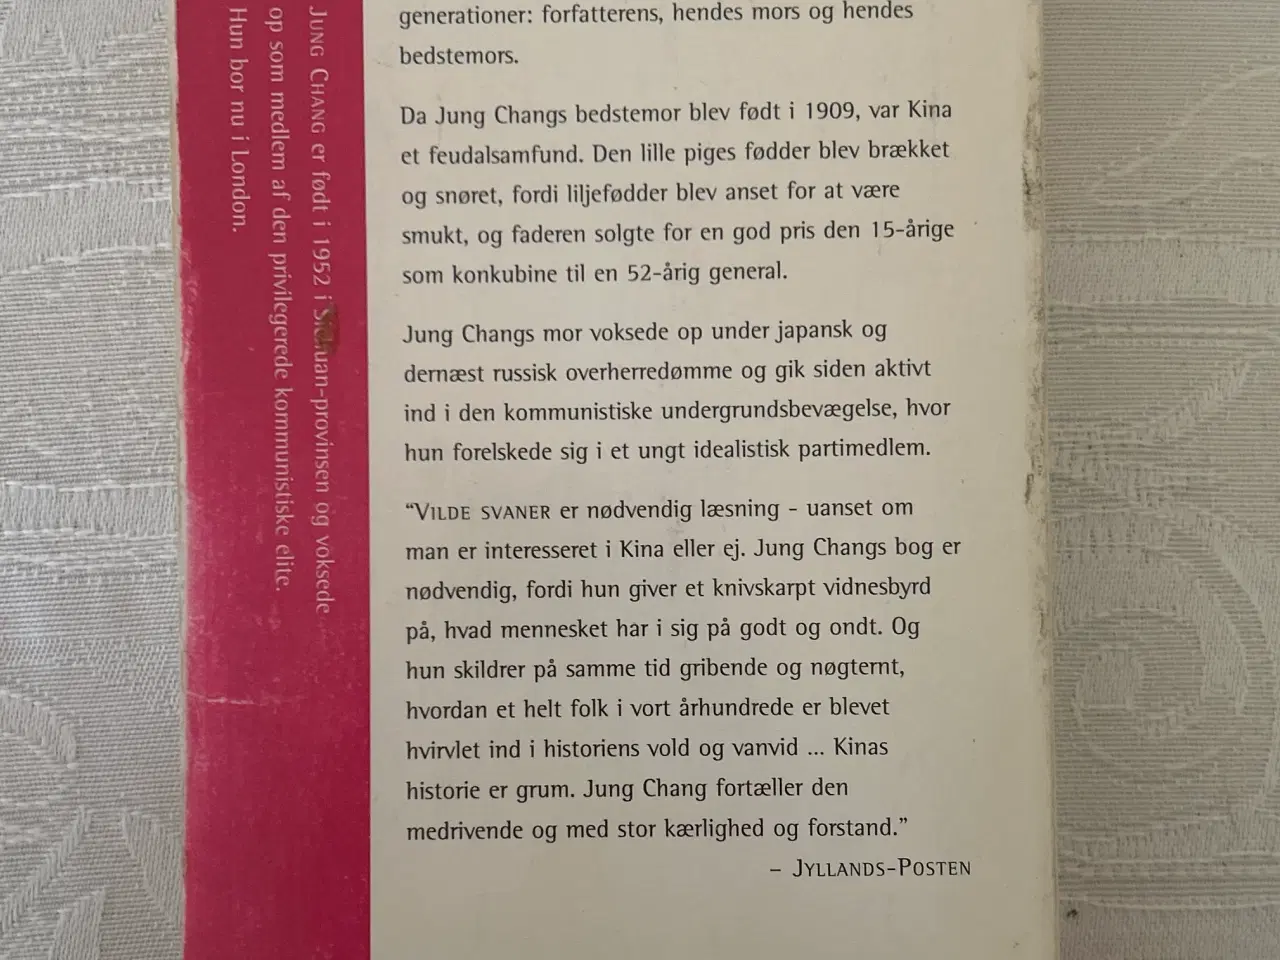 generationer: forfatterens, hendes mors og hendes
bedstemors.
Da Jung Changs bedstemor blev født i 1909, var Kina
et feudalsamfund. Den lille piges fødder blev brækket
og snøret, fordi liljefødder blev anset for at være
smukt, og faderen solgte for en god pris den 15-årige
som konkubine til en 52-årig general.
Jung Changs mor voksede op under japansk og
dernæst russisk overherredømme og gik siden aktivt
ind i den kommunistiske undergrundsbevægelse, hvor
hun forelskede sig i et ungt idealistisk partimedlem.
“VILDE SVANER er nødvendig læsning - uanset om
man er interesseret i Kina eller ej. Jung Changs bog er
nødvendig, fordi hun giver et knivskarpt vidnesbyrd
på, hvad mennesket har i sig på godt og ondt. Og
hun skildrer på samme tid gribende og nøgternt,
hvordan et helt folk i vort århundrede er blevet
hvirvlet ind i historiens vold og vanvid ... Kinas
historie er grum. Jung Chang fortæller den
medrivende og med stor kærlighed og forstand.”
– JYLLANDS-POSTEN
JUNG CHANG er født i 1952 i og voksede
op som medlem af den privilegerede kommunistiske elite.
Hun bor nu i London.